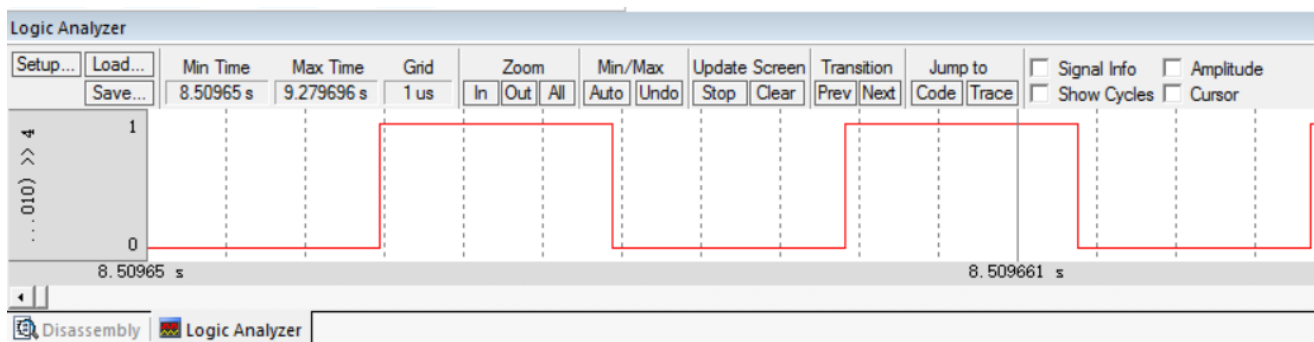 Logic Analyzer
Setup... Load... Min Time Max Time Grid Zoom Min/Max Update Screen Transition Jump to Signal Info Amplitude
Save... 8.50965 s 9.279696 s 1 us In Out All Auto Undo Stop Clear Prev Next Code Trace Show Cycles Cursor
1
...010) >> 4
0
8.50965 s 8.509661 s
Disassembly Logic Analyzer